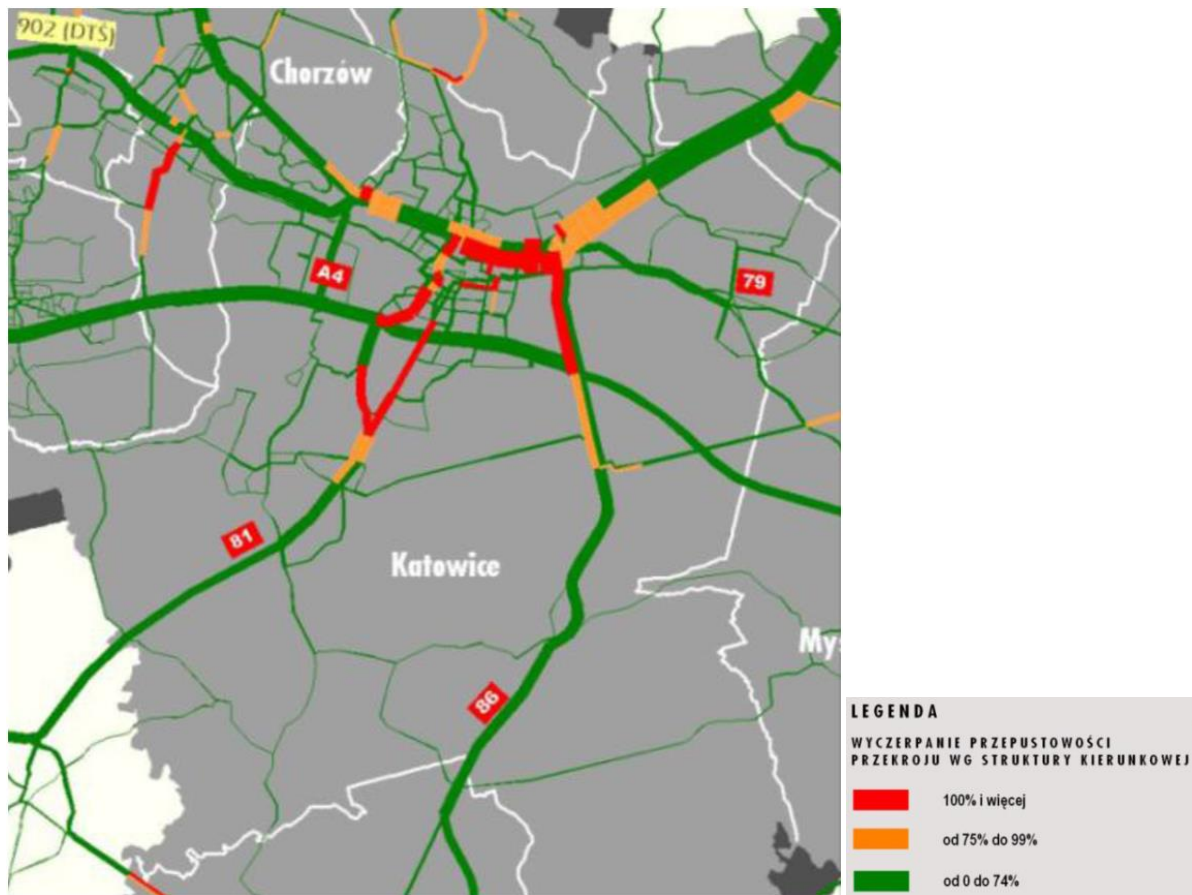 902 (DTŚ)
Chorzów
A4
79
81
Katowice
My
86
LEGENDA
WYCZERPANIE PRZEPUSTOWOŚCI
PRZEKROJU WG STRUKTURY KIERUNKOWEJ
100% i więcej
od 75% do 99%
od 0 do 74%